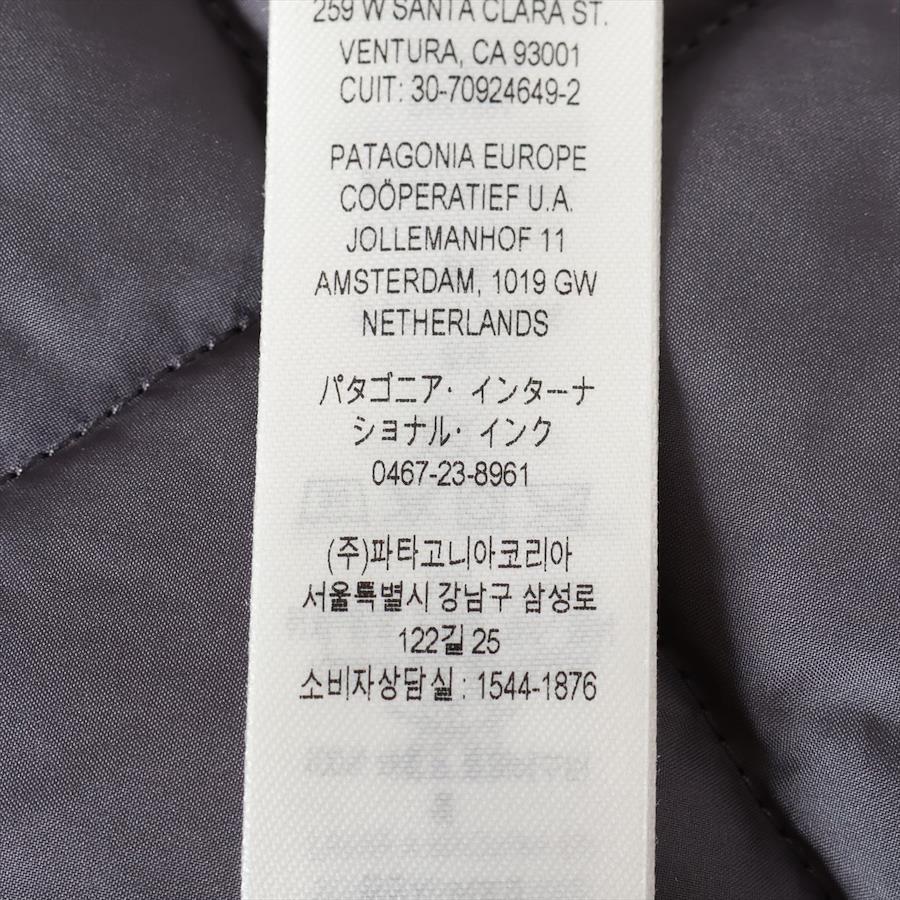 259 W SANTA CLARA ST.
VENTURA, CA 93001
CUIT: 30-70924649-2
PATAGONIA EUROPE
COÖPERATIEF U.A.
JOLLEMANHOF 11
AMSTERDAM, 1019 GW
NETHERLANDS
パタゴニア・インターナ
ショナル・インク
0467-23-8961
(주)파타고니아코리아
서울특별시 강남구 삼성로
122길 25
소비자상담실 : 1544-1876